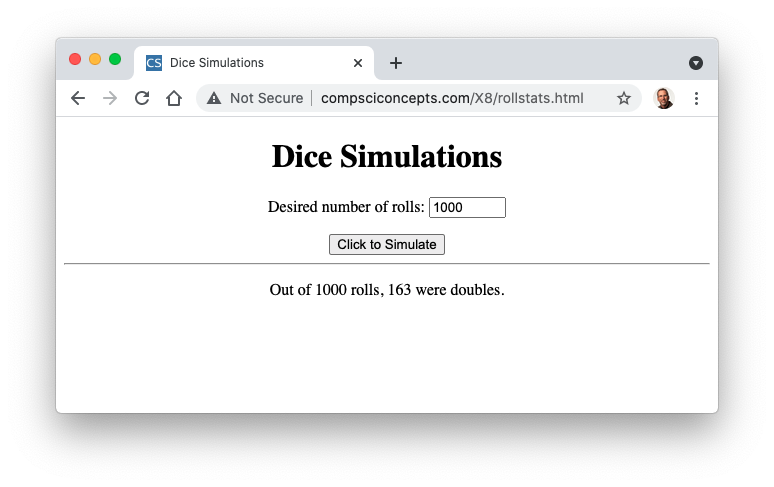 CS Dice Simulations
Not Secure compsciconcepts.com/X8/rollstats.html
Dice Simulations
Desired number of rolls: 1000
Click to Simulate
Out of 1000 rolls, 163 were doubles.